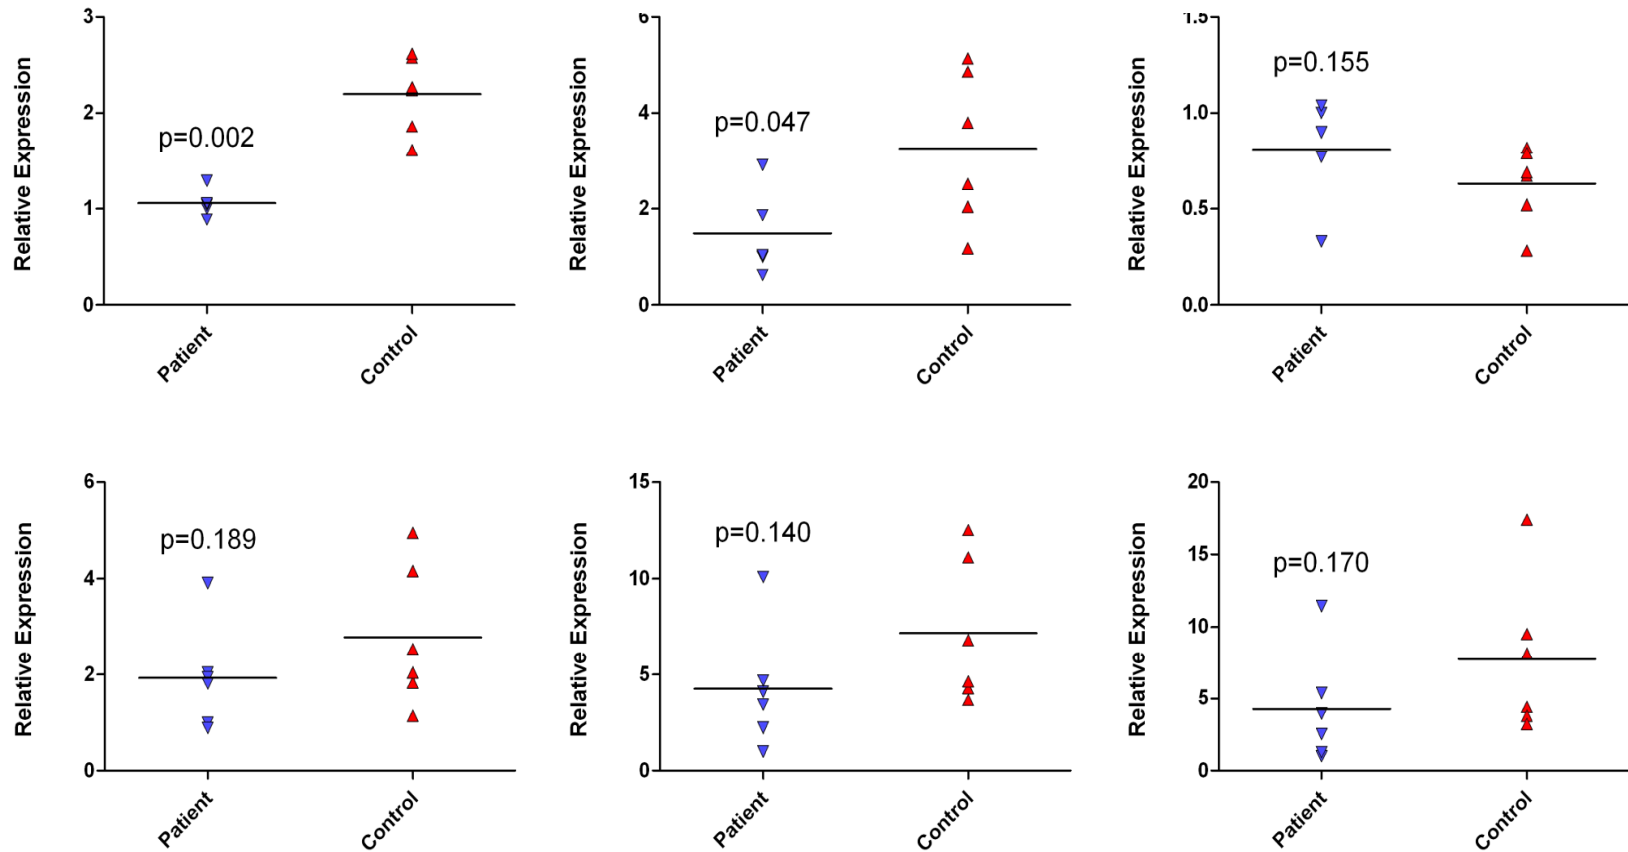 Relative Expression
3
2
1
0
p=0.002
Patient
Control
Relative Expression
6
4
2
0
p=0.047
Patient
Control
Relative Expression
1.5
1.0
0.5
0.0
p=0.155
Patient
Control
Relative Expression
6
4
2
0
p=0.189
Patient
Control
Relative Expression
15
10
5
0
p=0.140
Patient
Control
Relative Expression
20
15
10
5
0
p=0.170
Patient
Control